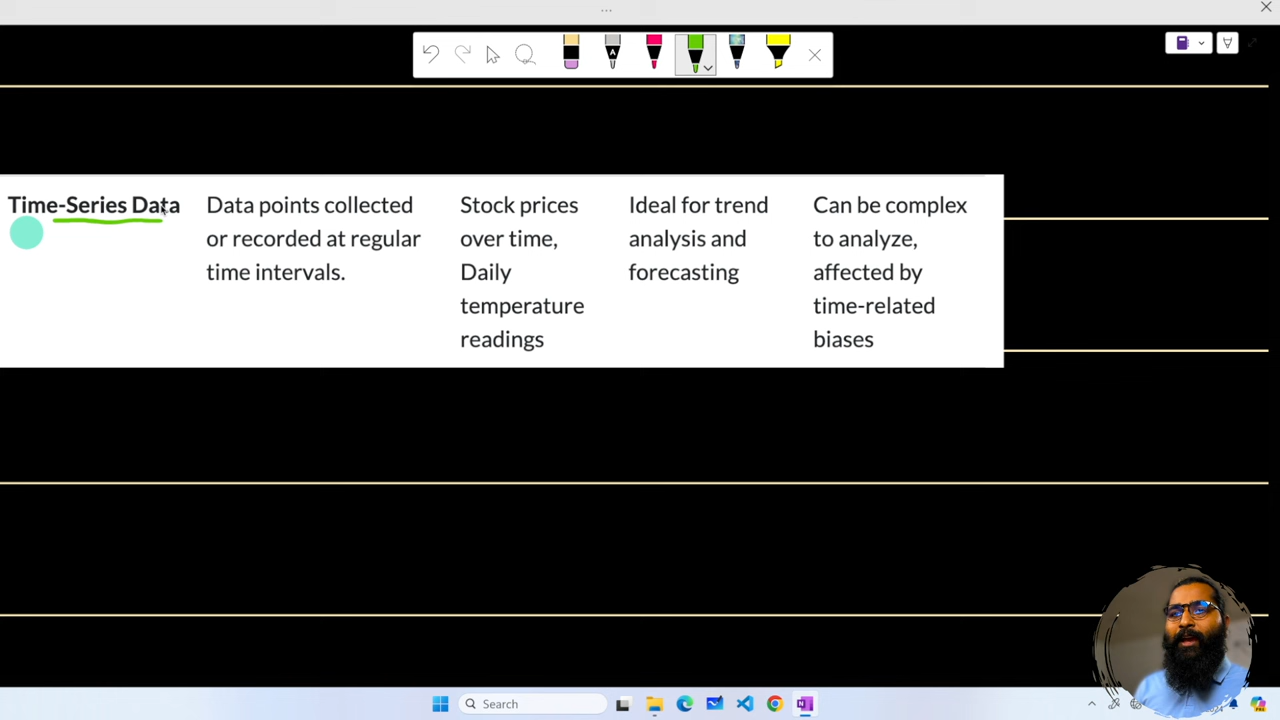 A
Time-Series Data
Data points collected
or recorded at regular
time intervals.
Stock prices
over time,
Daily
temperature
readings
Ideal for trend
analysis and
forecasting
Can be complex
to analyze,
affected by
time-related
biases
Search